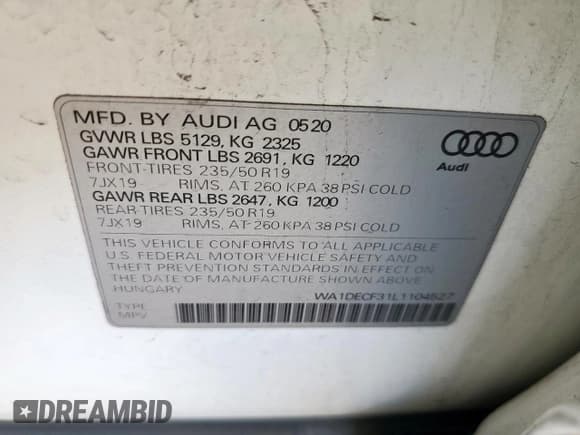 MFD. BY AUDI AG 0520
GVWR LBS 5129, KG 2325
GAWR FRONT LBS 2691, KG 1220
FRONT-TIRES 235/50 R19
7JX19 RIMS, AT 260 KPA 38 PSI COLD
GAWR REAR LBS 2647, KG 1200
REAR-TIRES 235/50 R19
7JX19 RIMS, AT 260 KPA 38 PSI COLD
THIS VEHICLE CONFORMS TO ALL APPLICABLE
U.S. FEDERAL MOTOR VEHICLE SAFETY AND
THEFT PREVENTION STANDARDS IN EFFECT ON
THE DATE OF MANUFACTURE SHOWN ABOVE.
HUNGARY
WA1DECF31L1104527
TYPE
MPV
Audi
$DREAMBID